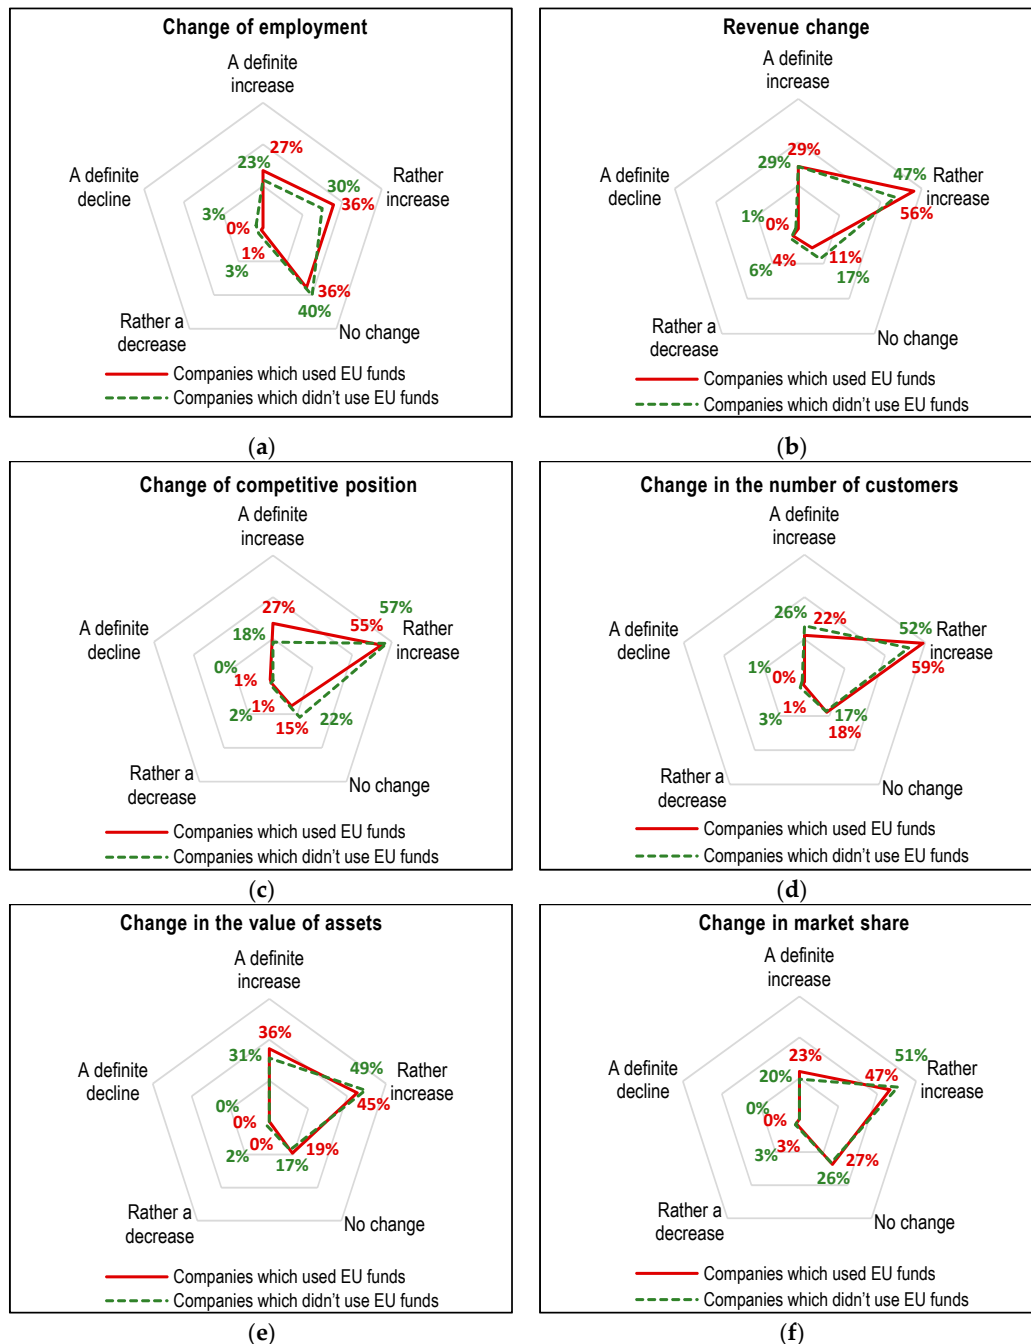 Change of employment
A definite
increase
27%
23%
A definite
decline
30%
Rather
increase
36%
3%
0%
1%
3%
36%
40%
Rather a
decrease
No change
Companies which used EU funds
Companies which didn't use EU funds
(a)
Revenue change
A definite
increase
29%
29%
47%
Rather
increase
56%
A definite
decline
1%
0%
4%
6%
11%
17%
Rather a
decrease
No change
Companies which used EU funds
Companies which didn't use EU funds
(b)
Change of competitive position
A definite
increase
27%
18%
57%
55%
Rather
increase
A definite
decline
0%
1%
1%
2%
15%
22%
Rather a
decrease
No change
Companies which used EU funds
Companies which didn't use EU funds
(c)
Change in the number of customers
A definite
increase
26%
22%
52%
Rather
increase
59%
A definite
decline
1%
0%
1%
3%
17%
18%
Rather a
decrease
No change
Companies which used EU funds
Companies which didn't use EU funds
(d)
Change in the value of assets
A definite
increase
36%
31%
49%
Rather
increase
45%
A definite
decline
0%
0%
0%
2%
19%
17%
Rather a
decrease
No change
Companies which used EU funds
Companies which didn't use EU funds
(e)
Change in market share
A definite
increase
23%
20%
51%
47%
Rather
increase
A definite
decline
0%
0%
3%
3%
27%
26%
Rather a
decrease
No change
Companies which used EU funds
Companies which didn't use EU funds
(f)